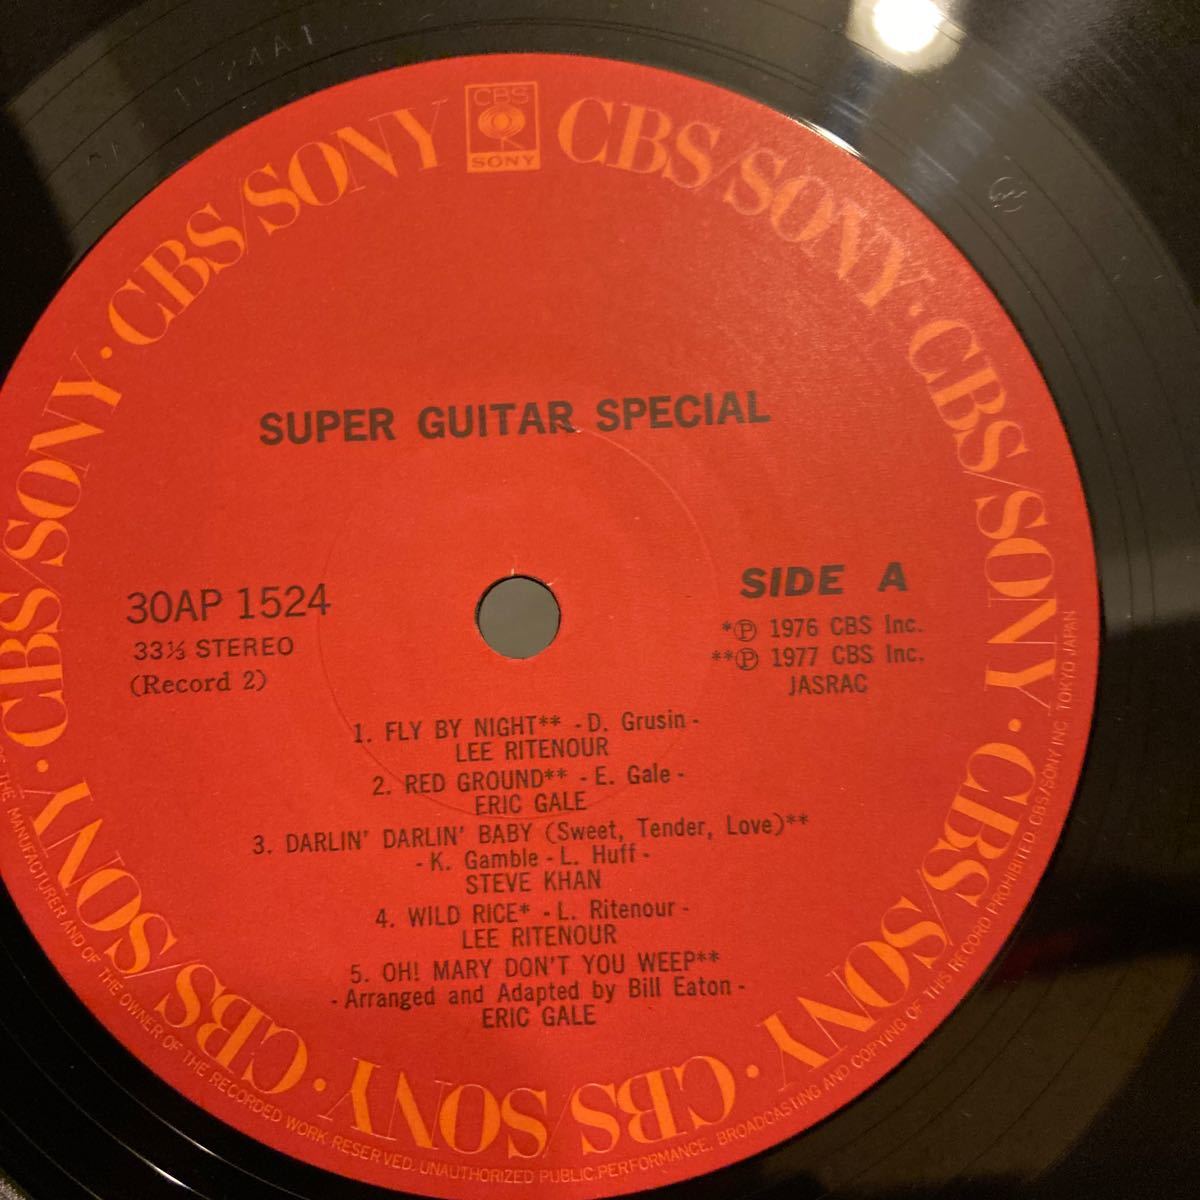 CBS
SONY
CBS/SONY · CBS/SONY · CBS/SONY · CBS/SONY · CBS/SONY · CBS/SONY · CBS/SONY · CBS/SONY
SUPER GUITAR SPECIAL
30AP 1524
33⅓ STEREO
(Record 2)
SIDE A
*Ⓟ 1976 CBS Inc.
**Ⓟ 1977 CBS Inc.
JASRAC
1. FLY BY NIGHT** - D. Grusin -
LEE RITENOUR
2. RED GROUND** - E. Gale -
ERIC GALE
3. DARLIN' DARLIN' BABY (Sweet, Tender, Love)**
- K. Gamble - L. Huff -
STEVE KHAN
4. WILD RICE* - L. Ritenour -
LEE RITENOUR
5. OH! MARY DON'T YOU WEEP**
- Arranged and Adapted by Bill Eaton -
ERIC GALE
THE MANUFACTURER AND OF THE OWNER OF THE RECORDED WORK RESERVED. UNAUTHORIZED PUBLIC PERFORMANCE, BROADCASTING AND COPYING OF THIS RECORD PROHIBITED. CBS/SONY INC TOKYO JAPAN